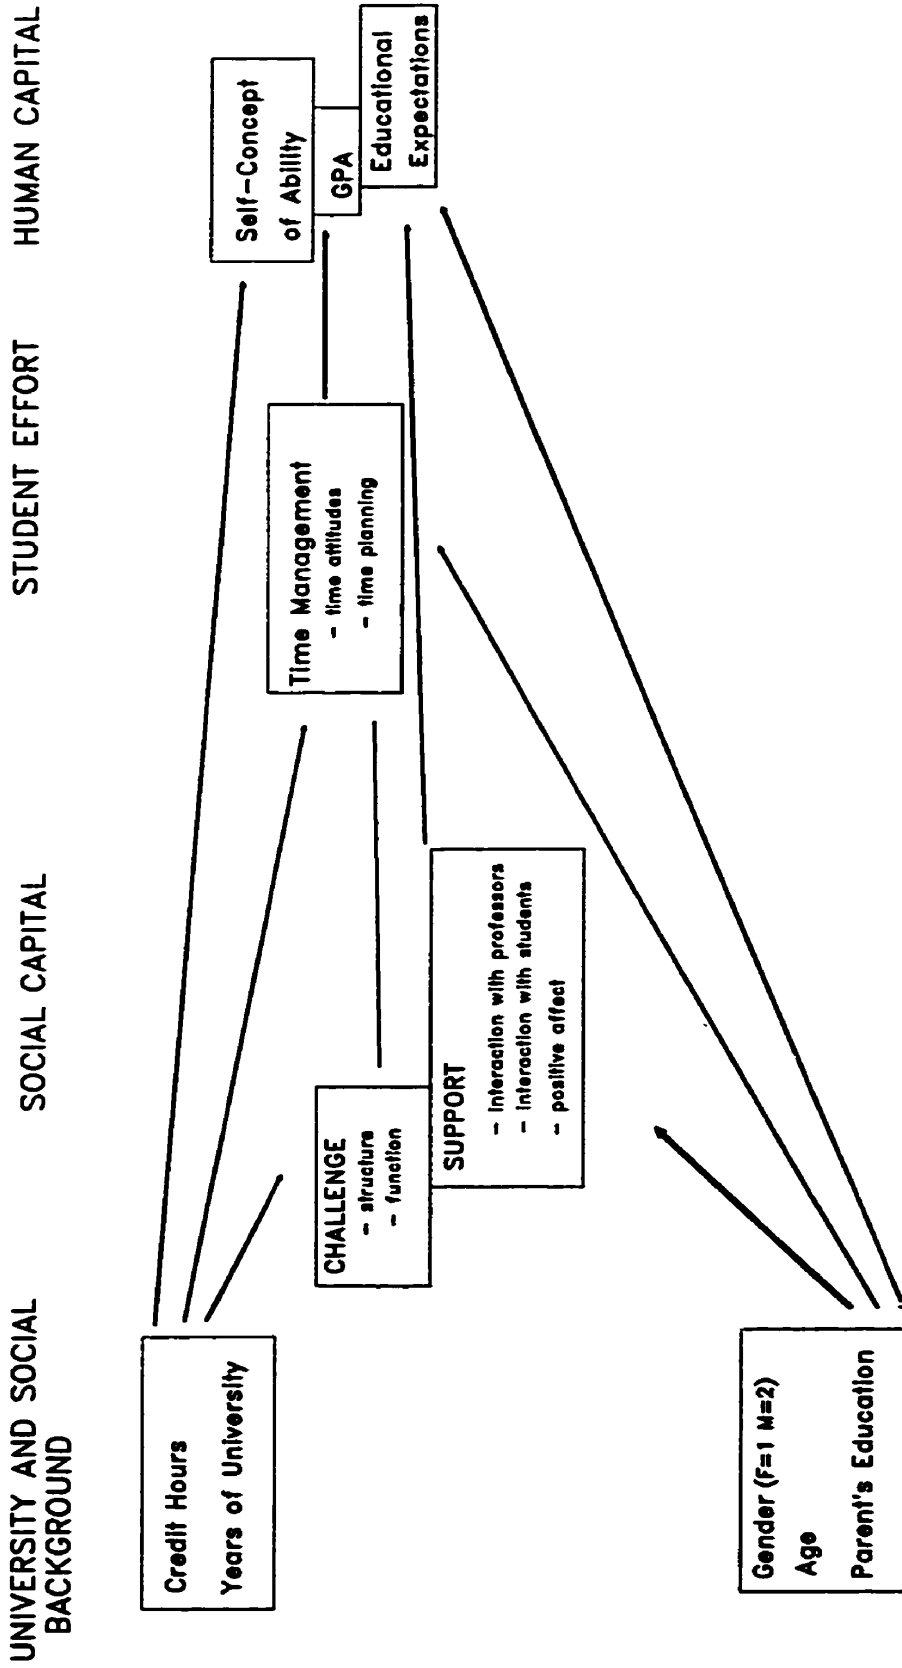 UNIVERSITY AND SOCIAL
BACKGROUND
SOCIAL CAPITAL
STUDENT EFFORT
HUMAN CAPITAL
Credit Hours
Years of University
Gender (F=1 M=2)
Age
Parent's Education
CHALLENGE
- structure
- function
SUPPORT
- Interaction with professors
- Interaction with students
- positive affect
Time Management
- time attitudes
- time planning
Self-Concept
of Ability
GPA
Educational
Expectations